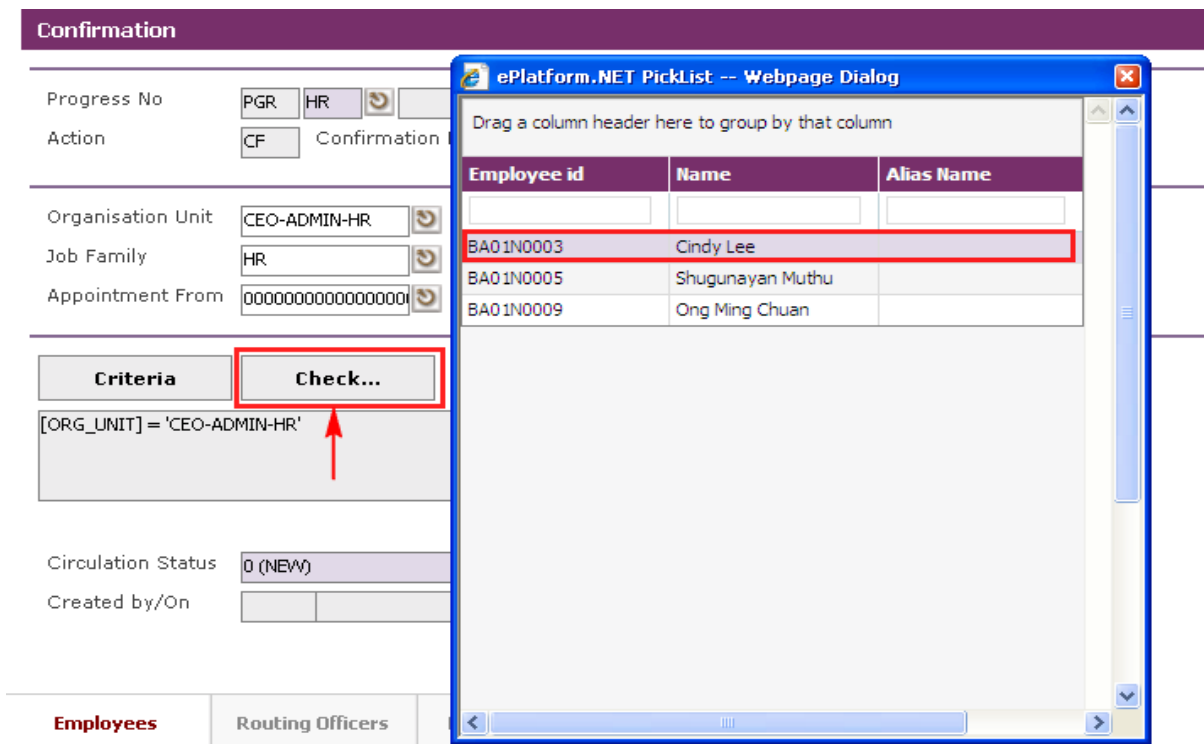 Confirmation
ePlatform.NET PickList -- Webpage Dialog
Progress No PGR HR
Action CF Confirmation
Drag a column header here to group by that column
Employee id Name Alias Name
Organisation Unit CEO-ADMIN-HR
Job Family HR
Appointment From 0000000000000000
BA01N0003 Cindy Lee
BA01N0005 Shugunayan Muthu
BA01N0009 Ong Ming Chuan
Criteria Check...
[ORG_UNIT] = 'CEO-ADMIN-HR'
Circulation Status 0 (NEW)
Created by/On
Employees Routing Officers